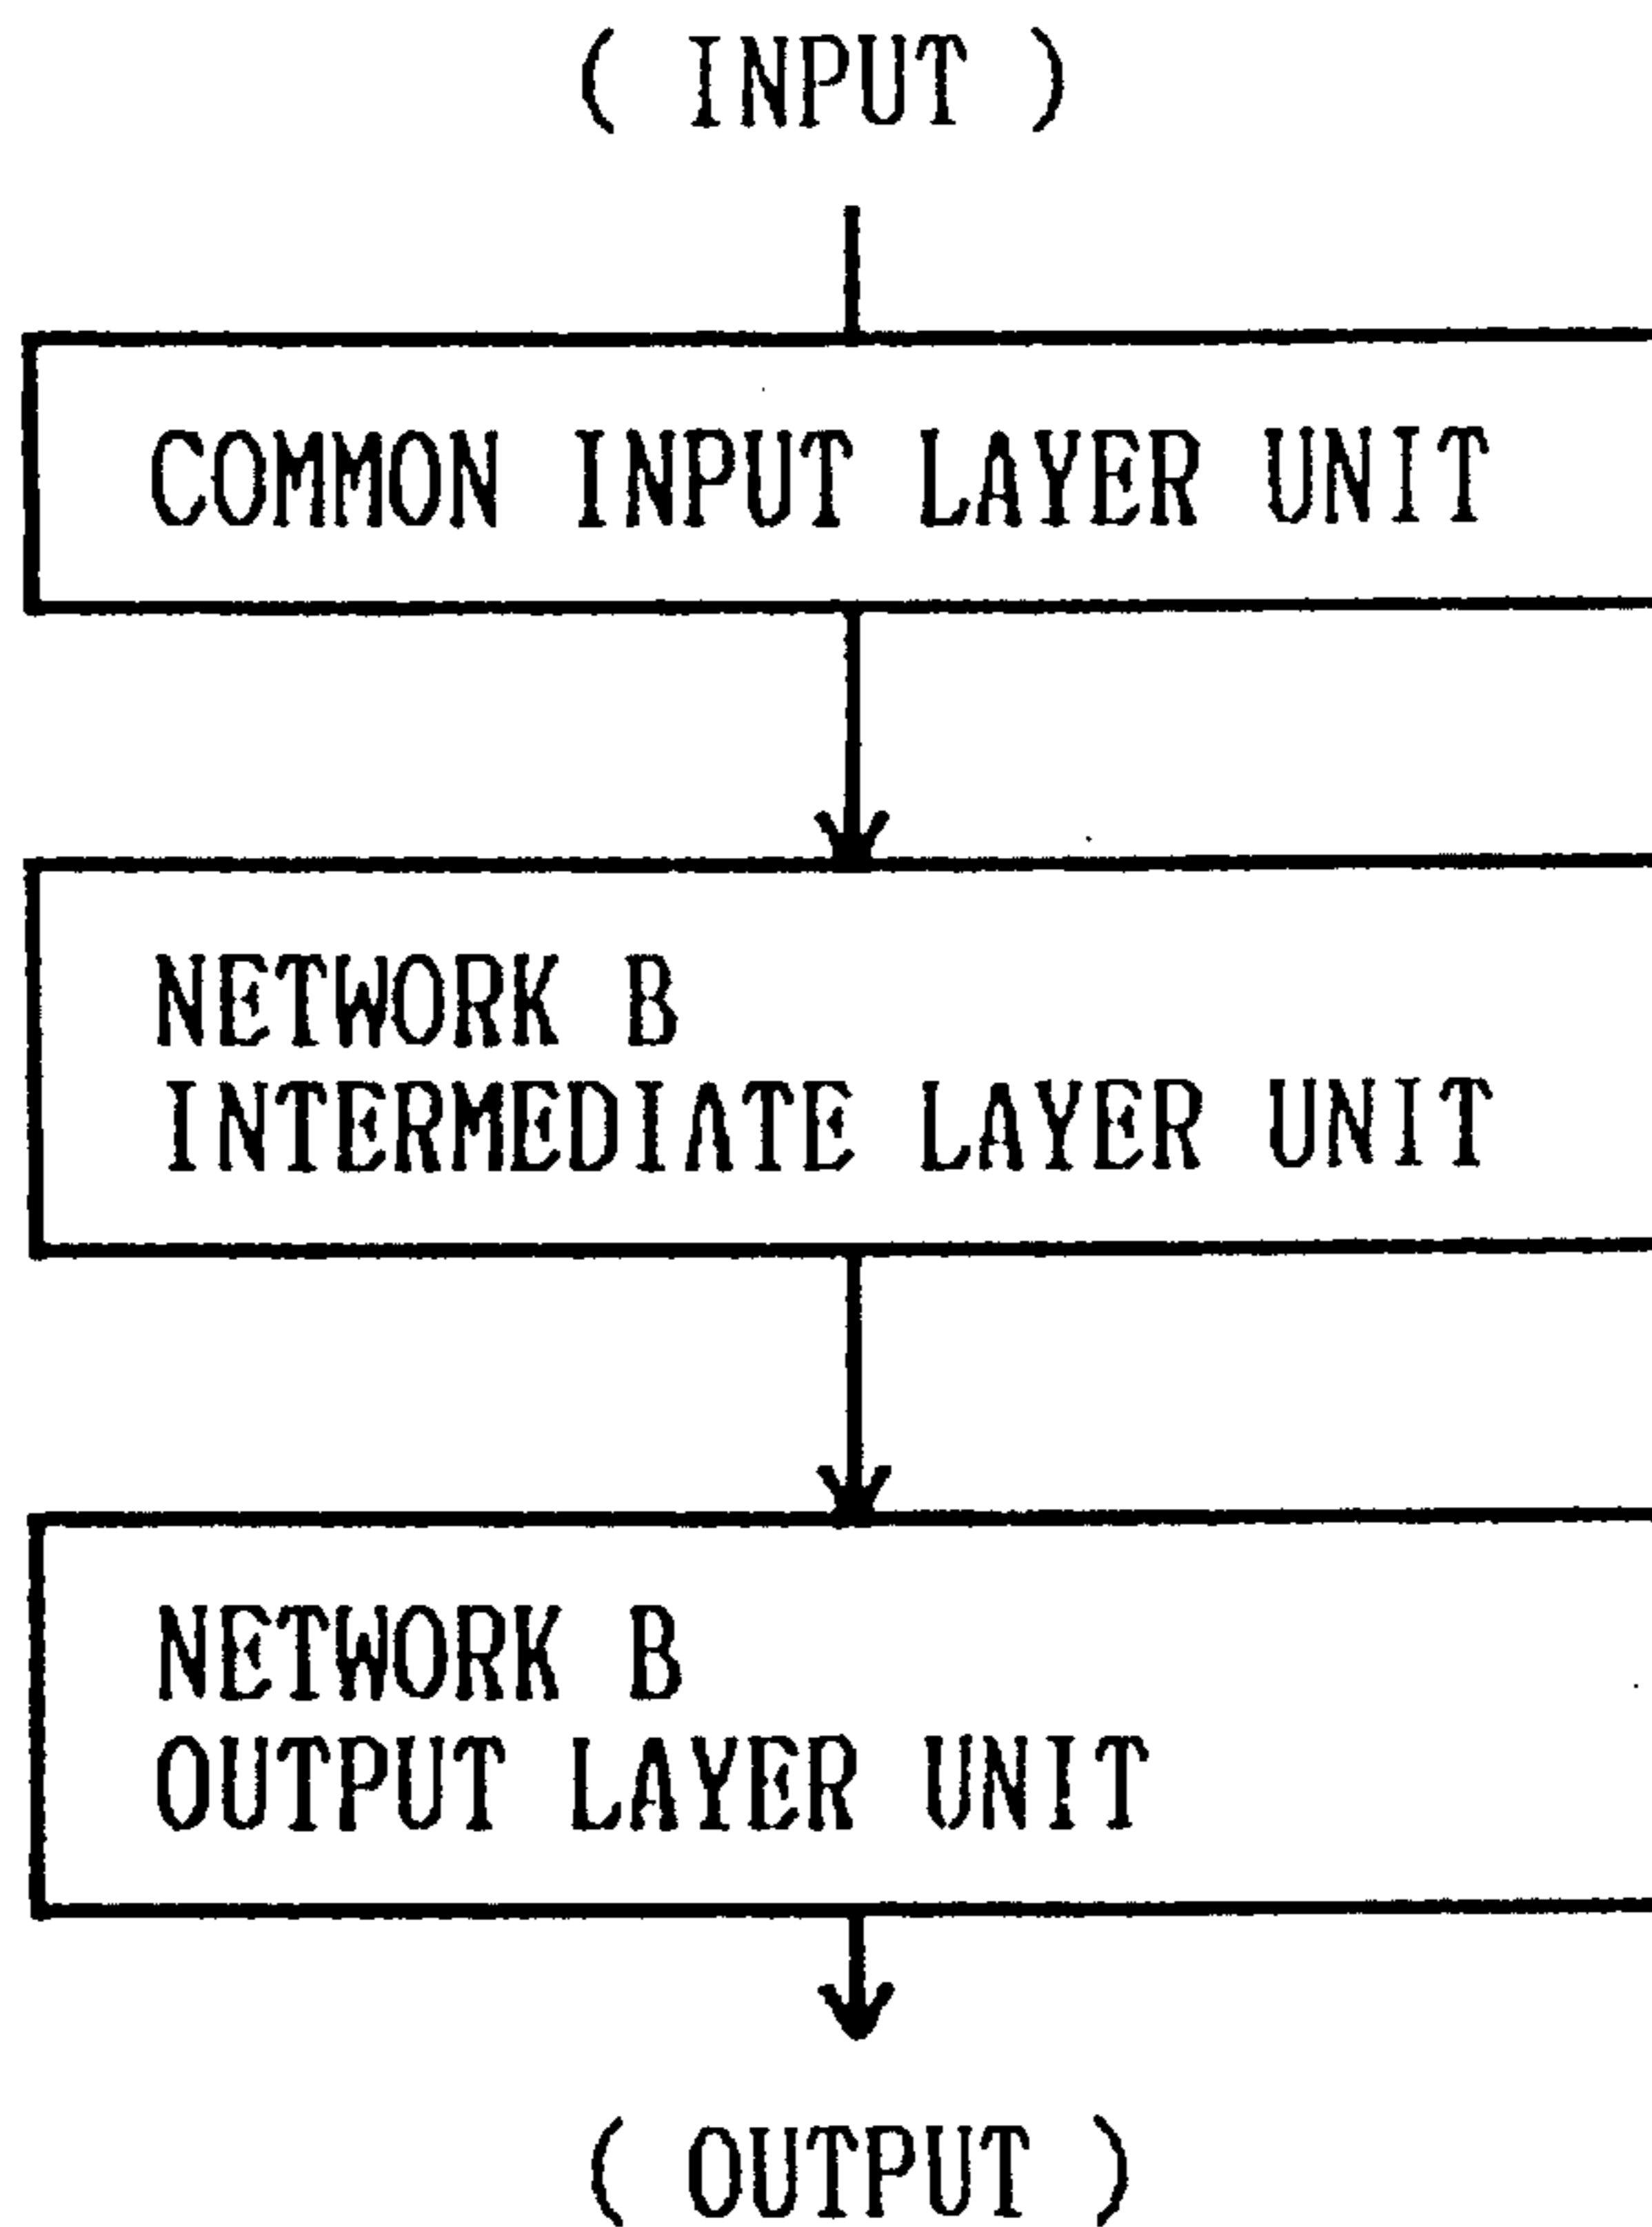 ( INPUT )
COMMON INPUT LAYER UNIT
NETWORK B
INTERMEDIATE LAYER UNIT
NETWORK B
OUTPUT LAYER UNIT
( OUTPUT )